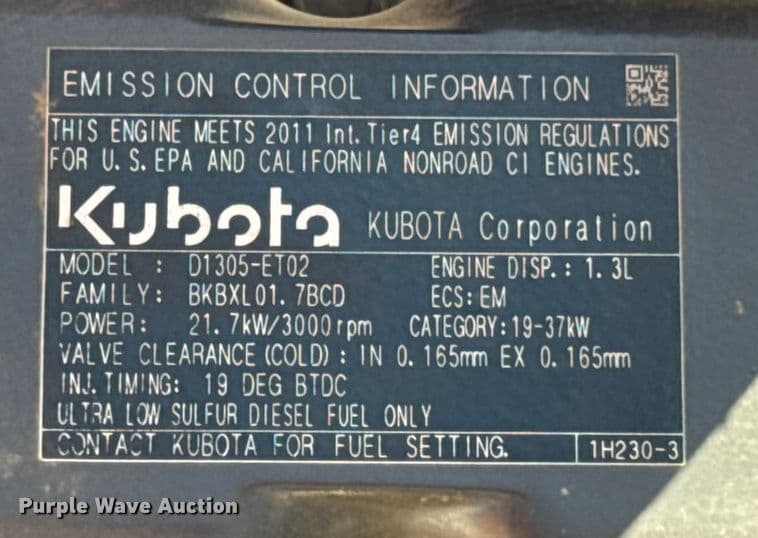 EMISSION CONTROL INFORMATION
THIS ENGINE MEETS 2011 Int. Tier4 EMISSION REGULATIONS
FOR U.S. EPA AND CALIFORNIA NONROAD CI ENGINES.
Kubota KUBOTA Corporation
MODEL : D1305-ET02 ENGINE DISP.: 1.3L
FAMILY: BKBXL01.7BCD ECS: EM
POWER: 21.7kW/3000rpm CATEGORY: 19-37kW
VALVE CLEARANCE (COLD) : IN 0.165mm EX 0.165mm
INJ. TIMING: 19 DEG BTDC
ULTRA LOW SULFUR DIESEL FUEL ONLY
CONTACT KUBOTA FOR FUEL SETTING. 1H230-3
Purple Wave Auction